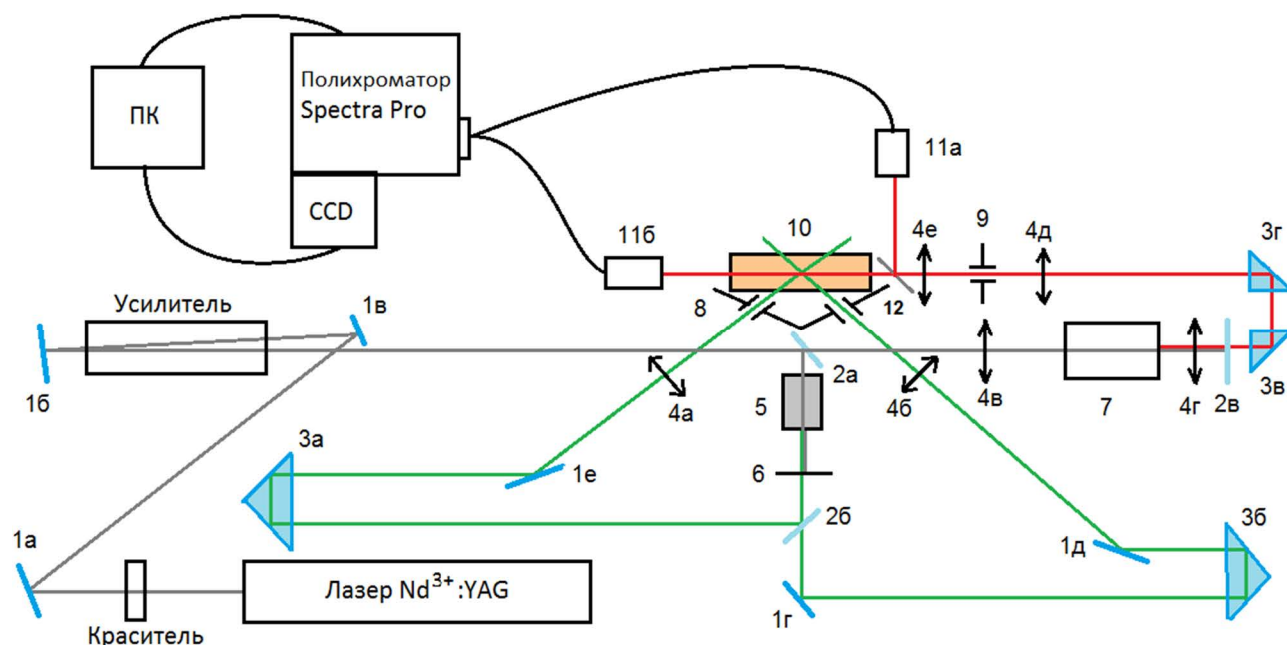 Полихроматор
Spectra Pro
ПК
CCD
11а
11б
10
4е
9
4д
3г
Усилитель
1в
8
12
1б
2а
4а
5
4б
4в
7
4г
2в
3в
3а
1е
6
2б
1д
3б
1а
Лазер Nd³⁺:YAG
1г
Краситель